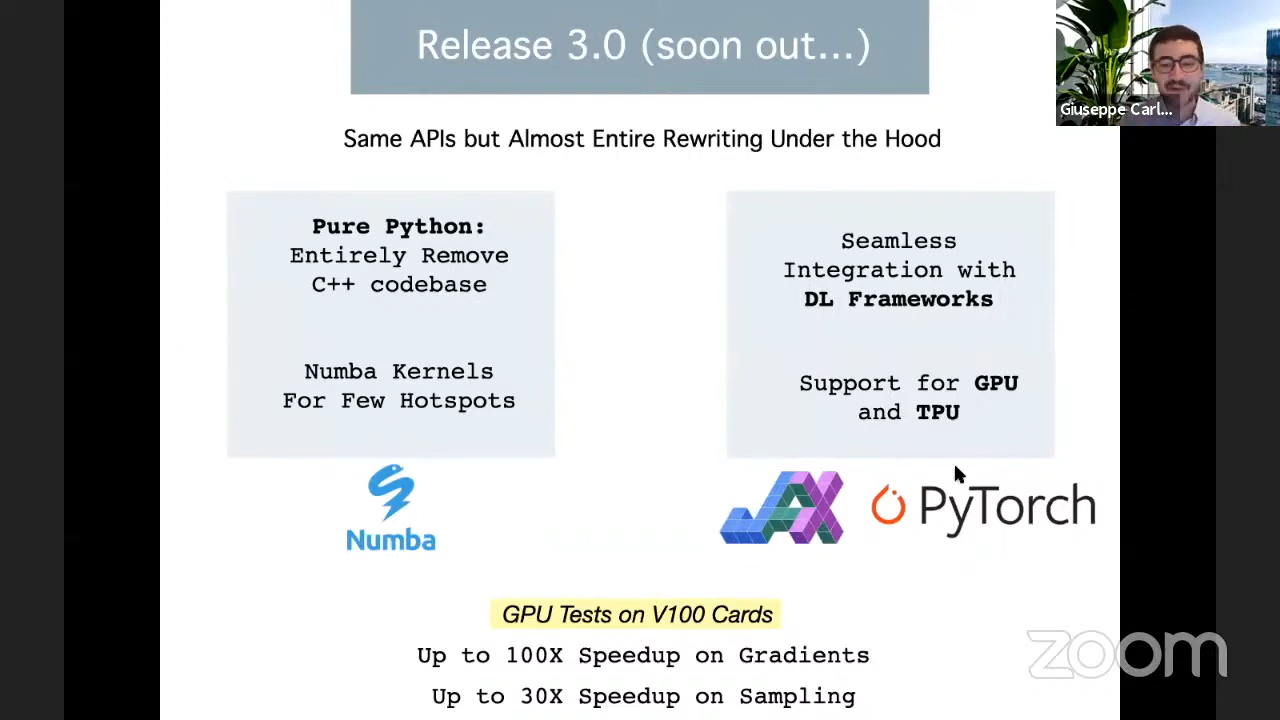 Release 3.0 (soon out...)
Giuseppe Carl...
Same APIs but Almost Entire Rewriting Under the Hood
Pure Python:
Entirely Remove
C++ codebase
Numba Kernels
For Few Hotspots
Numba
Seamless
Integration with
DL Frameworks
Support for GPU
and TPU
JAX
PyTorch
GPU Tests on V100 Cards
Up to 100X Speedup on Gradients
Up to 30X Speedup on Sampling
zoom